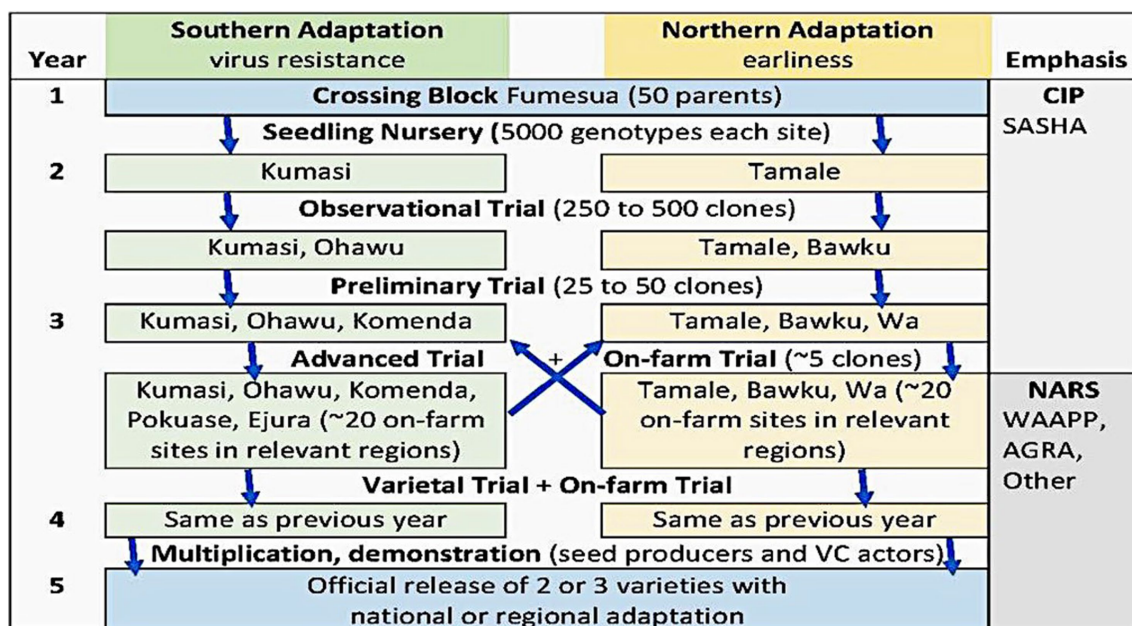 Year
Southern Adaptation
virus resistance
Northern Adaptation
earliness
Emphasis
1
Crossing Block Fumesua (50 parents)
CIP
SASHA
Seedling Nursery (5000 genotypes each site)
2
Kumasi
Tamale
Observational Trial (250 to 500 clones)
Kumasi, Ohawu
Tamale, Bawku
Preliminary Trial (25 to 50 clones)
3
Kumasi, Ohawu, Komenda
Tamale, Bawku, Wa
Advanced Trial + On-farm Trial (~5 clones)
Kumasi, Ohawu, Komenda,
Pokuase, Ejura (~20 on-farm
sites in relevant regions)
Tamale, Bawku, Wa (~20
on-farm sites in relevant
regions)
NARS
WAAPP,
AGRA,
Other
Varietal Trial + On-farm Trial
4
Same as previous year
Same as previous year
Multiplication, demonstration (seed producers and VC actors)
5
Official release of 2 or 3 varieties with
national or regional adaptation